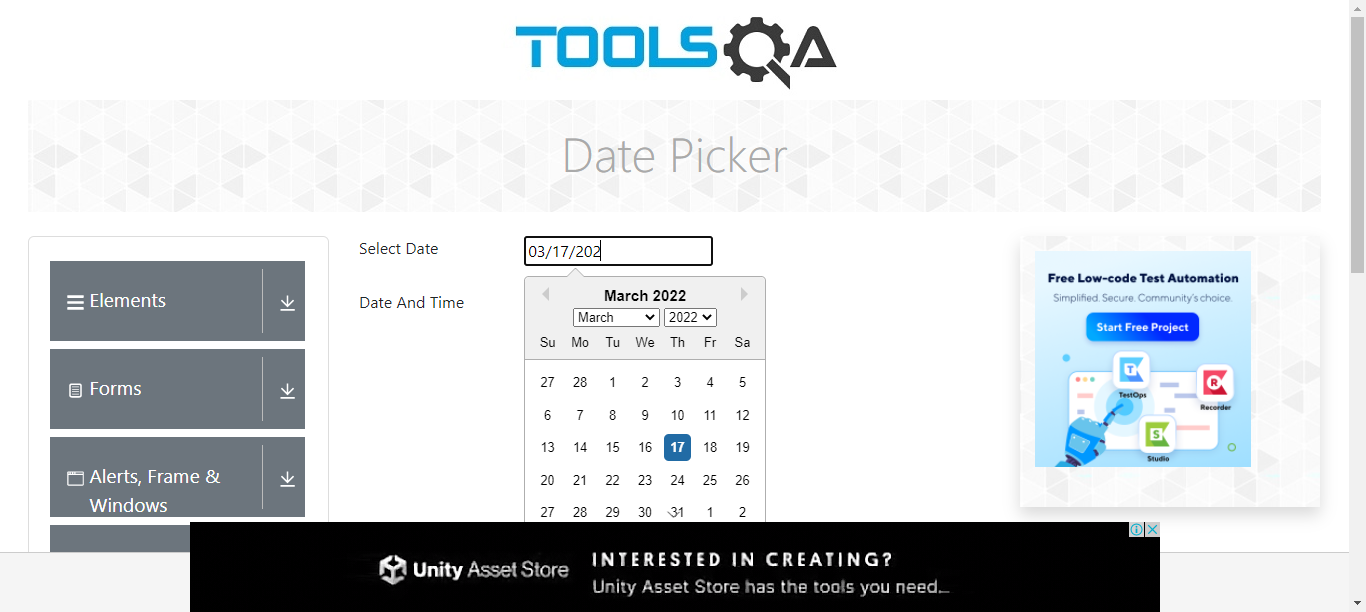 TOOLSQA
Date Picker
Select Date
03/17/202
Date And Time
March 2022
March 2022
Su Mo Tu We Th Fr Sa
27 28 1 2 3 4 5
6 7 8 9 10 11 12
13 14 15 16 17 18 19
20 21 22 23 24 25 26
27 28 29 30 31 1 2
Elements
Forms
Alerts, Frame &
Windows
Free Low-code Test Automation
Simplified. Secure. Community's choice.
Start Free Project
TestOps
Recorder
Studio
Unity Asset Store
INTERESTED IN CREATING?
Unity Asset Store has the tools you need...